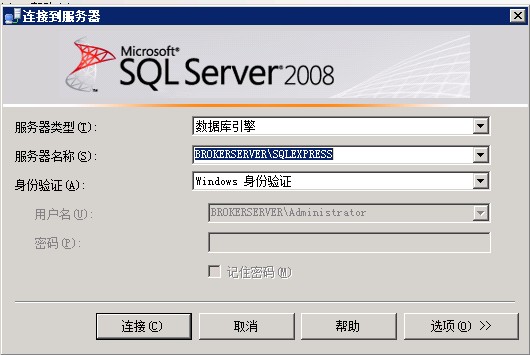 连接到服务器
Microsoft®
SQL Server® 2008
服务器类型(T):
数据库引擎
服务器名称(S):
BROKERSERVER\SQLEXPRESS
身份验证(A):
Windows 身份验证
用户名(U):
BROKERSERVER\Administrator
密码(P):
记住密码(M)
连接(C)
取消
帮助
选项(O) >>